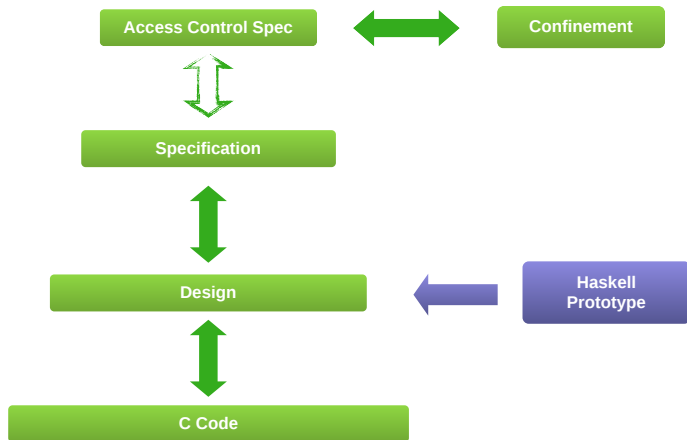 Access Control Spec
Confinement
Specification
Design
Haskell
Prototype
C Code